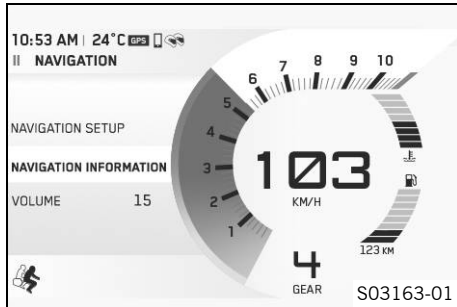 10:53 AM | 24°C GPS
II NAVIGATION
NAVIGATION SETUP
NAVIGATION INFORMATION
VOLUME 15
1 2 3 4 5 6 7 8 9 10
103
KM/H
123 KM
4
GEAR
S03163-01